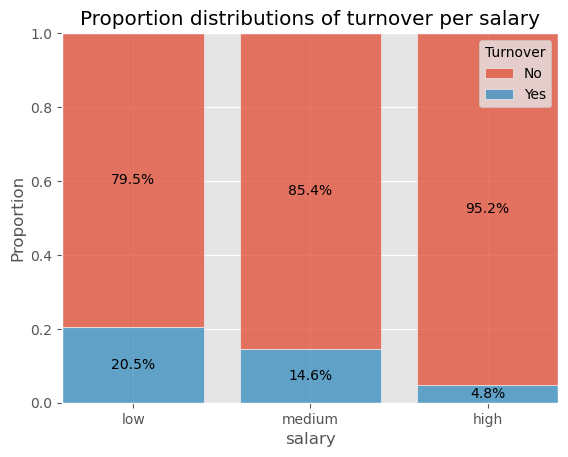 Proportion distributions of turnover per salary
1.0
0.8
0.6
0.4
0.2
0.0
Proportion
Turnover
No
Yes
79.5%
85.4%
95.2%
20.5%
14.6%
4.8%
low
medium
high
salary